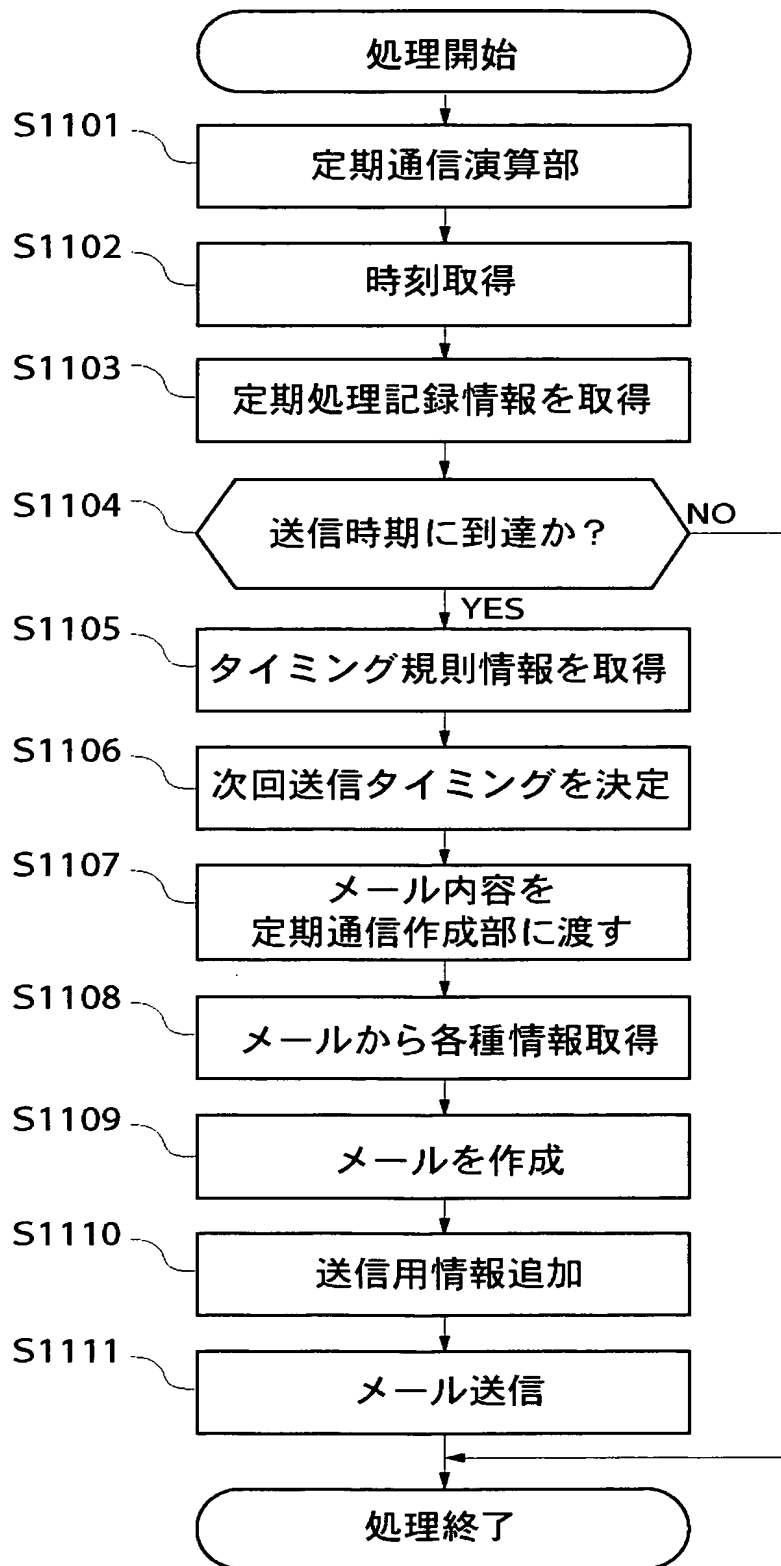 処理開始
S1101
定期通信演算部
S1102
時刻取得
S1103
定期処理記録情報を取得
S1104
送信時期に到達か？
NO
YES
S1105
タイミング規則情報を取得
S1106
次回送信タイミングを決定
S1107
メール内容を
定期通信作成部に渡す
S1108
メールから各種情報取得
S1109
メールを作成
S1110
送信用情報追加
S1111
メール送信
処理終了